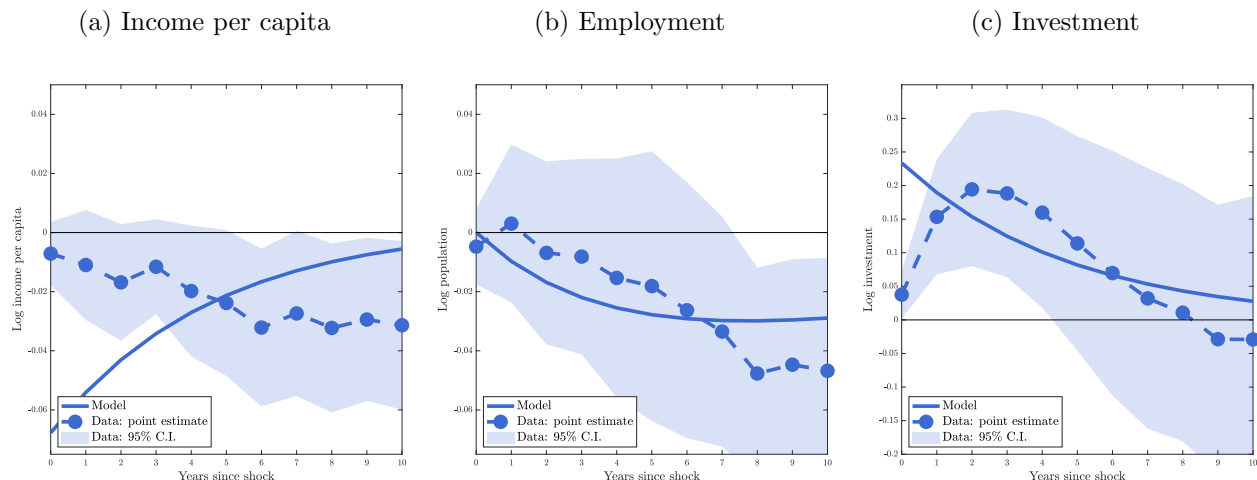 (a) Income per capita
0.04
0.02
0
-0.02
-0.04
-0.06
Log income per capita
Model
Data: point estimate
Data: 95% C.I.
0 1 2 3 4 5 6 7 8 9 10
Years since shock
(b) Employment
0.04
0.02
0
-0.02
-0.04
-0.06
Log population
Model
Data: point estimate
Data: 95% C.I.
0 1 2 3 4 5 6 7 8 9 10
Years since shock
(c) Investment
0.3
0.25
0.2
0.15
0.1
0.05
0
-0.05
-0.1
-0.15
-0.2
Log investment
Model
Data: point estimate
Data: 95% C.I.
0 1 2 3 4 5 6 7 8 9 10
Years since shock